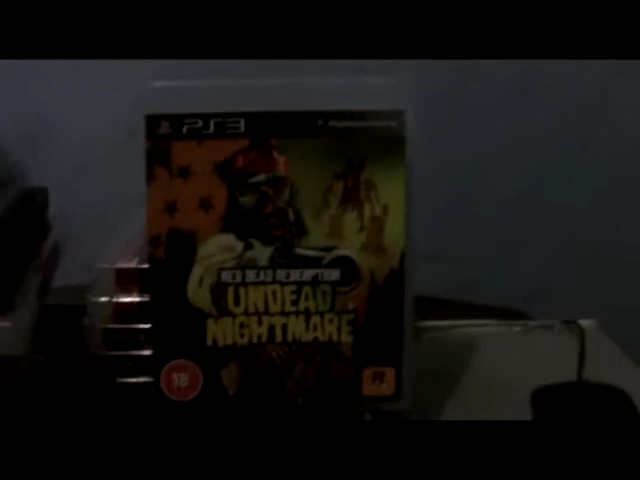 PS3
RED DEAD REDEMPTION
UNDEAD
NIGHTMARE
18
R